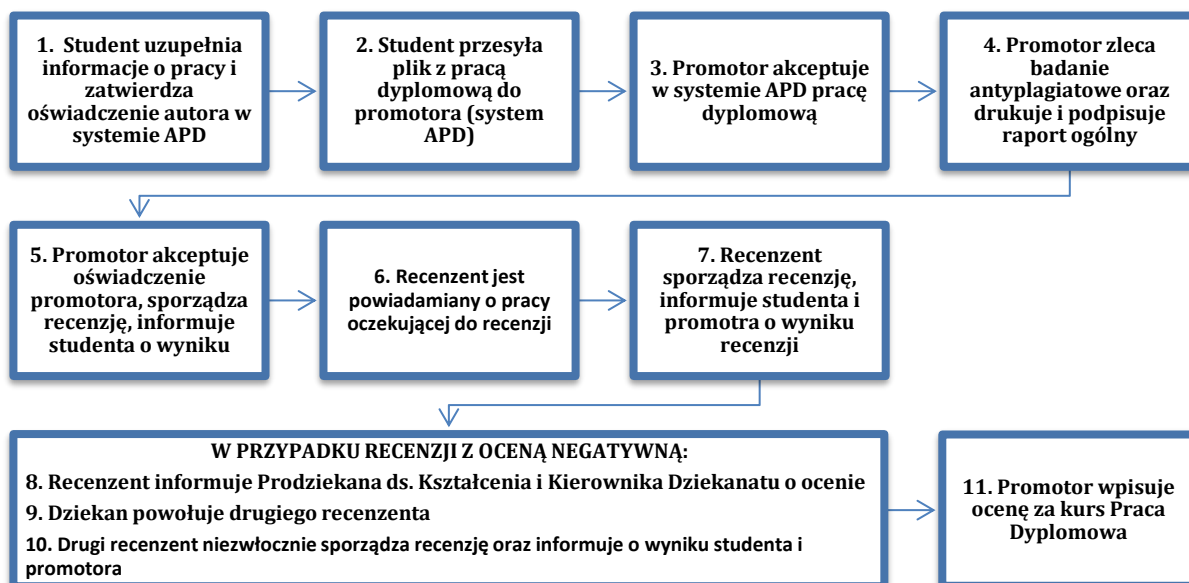 1. Student uzupełnia
informacje o pracy i
zatwierdza
oświadczenie autora w
systemie APD
2. Student przesyła
plik z pracą
dyplomową do
promotora (system
APD)
3. Promotor akceptuje
w systemie APD pracę
dyplomową
4. Promotor zleca
badanie
antyplagiatowe oraz
drukuje i podpisuje
raport ogólny
5. Promotor akceptuje
oświadczenie
promotora, sporządza
recenzję, informuje
studenta o wyniku
6. Recenzent jest
powiadamiany o pracy
oczekującej do recenzji
7. Recenzent
sporządza recenzję,
informuje studenta i
promotra o wyniku
recenzji
W PRZYPADKU RECENZJI Z OCENĄ NEGATYWNĄ:
8. Recenzent informuje Prodziekana ds. Kształcenia i Kierownika Dziekanatu o ocenie
9. Dziekan powołuje drugiego recenzenta
10. Drugi recenzent niezwłocznie sporządza recenzję oraz informuje o wyniku studenta i
promotora
11. Promotor wpisuje
ocenę za kurs Praca
Dyplomowa